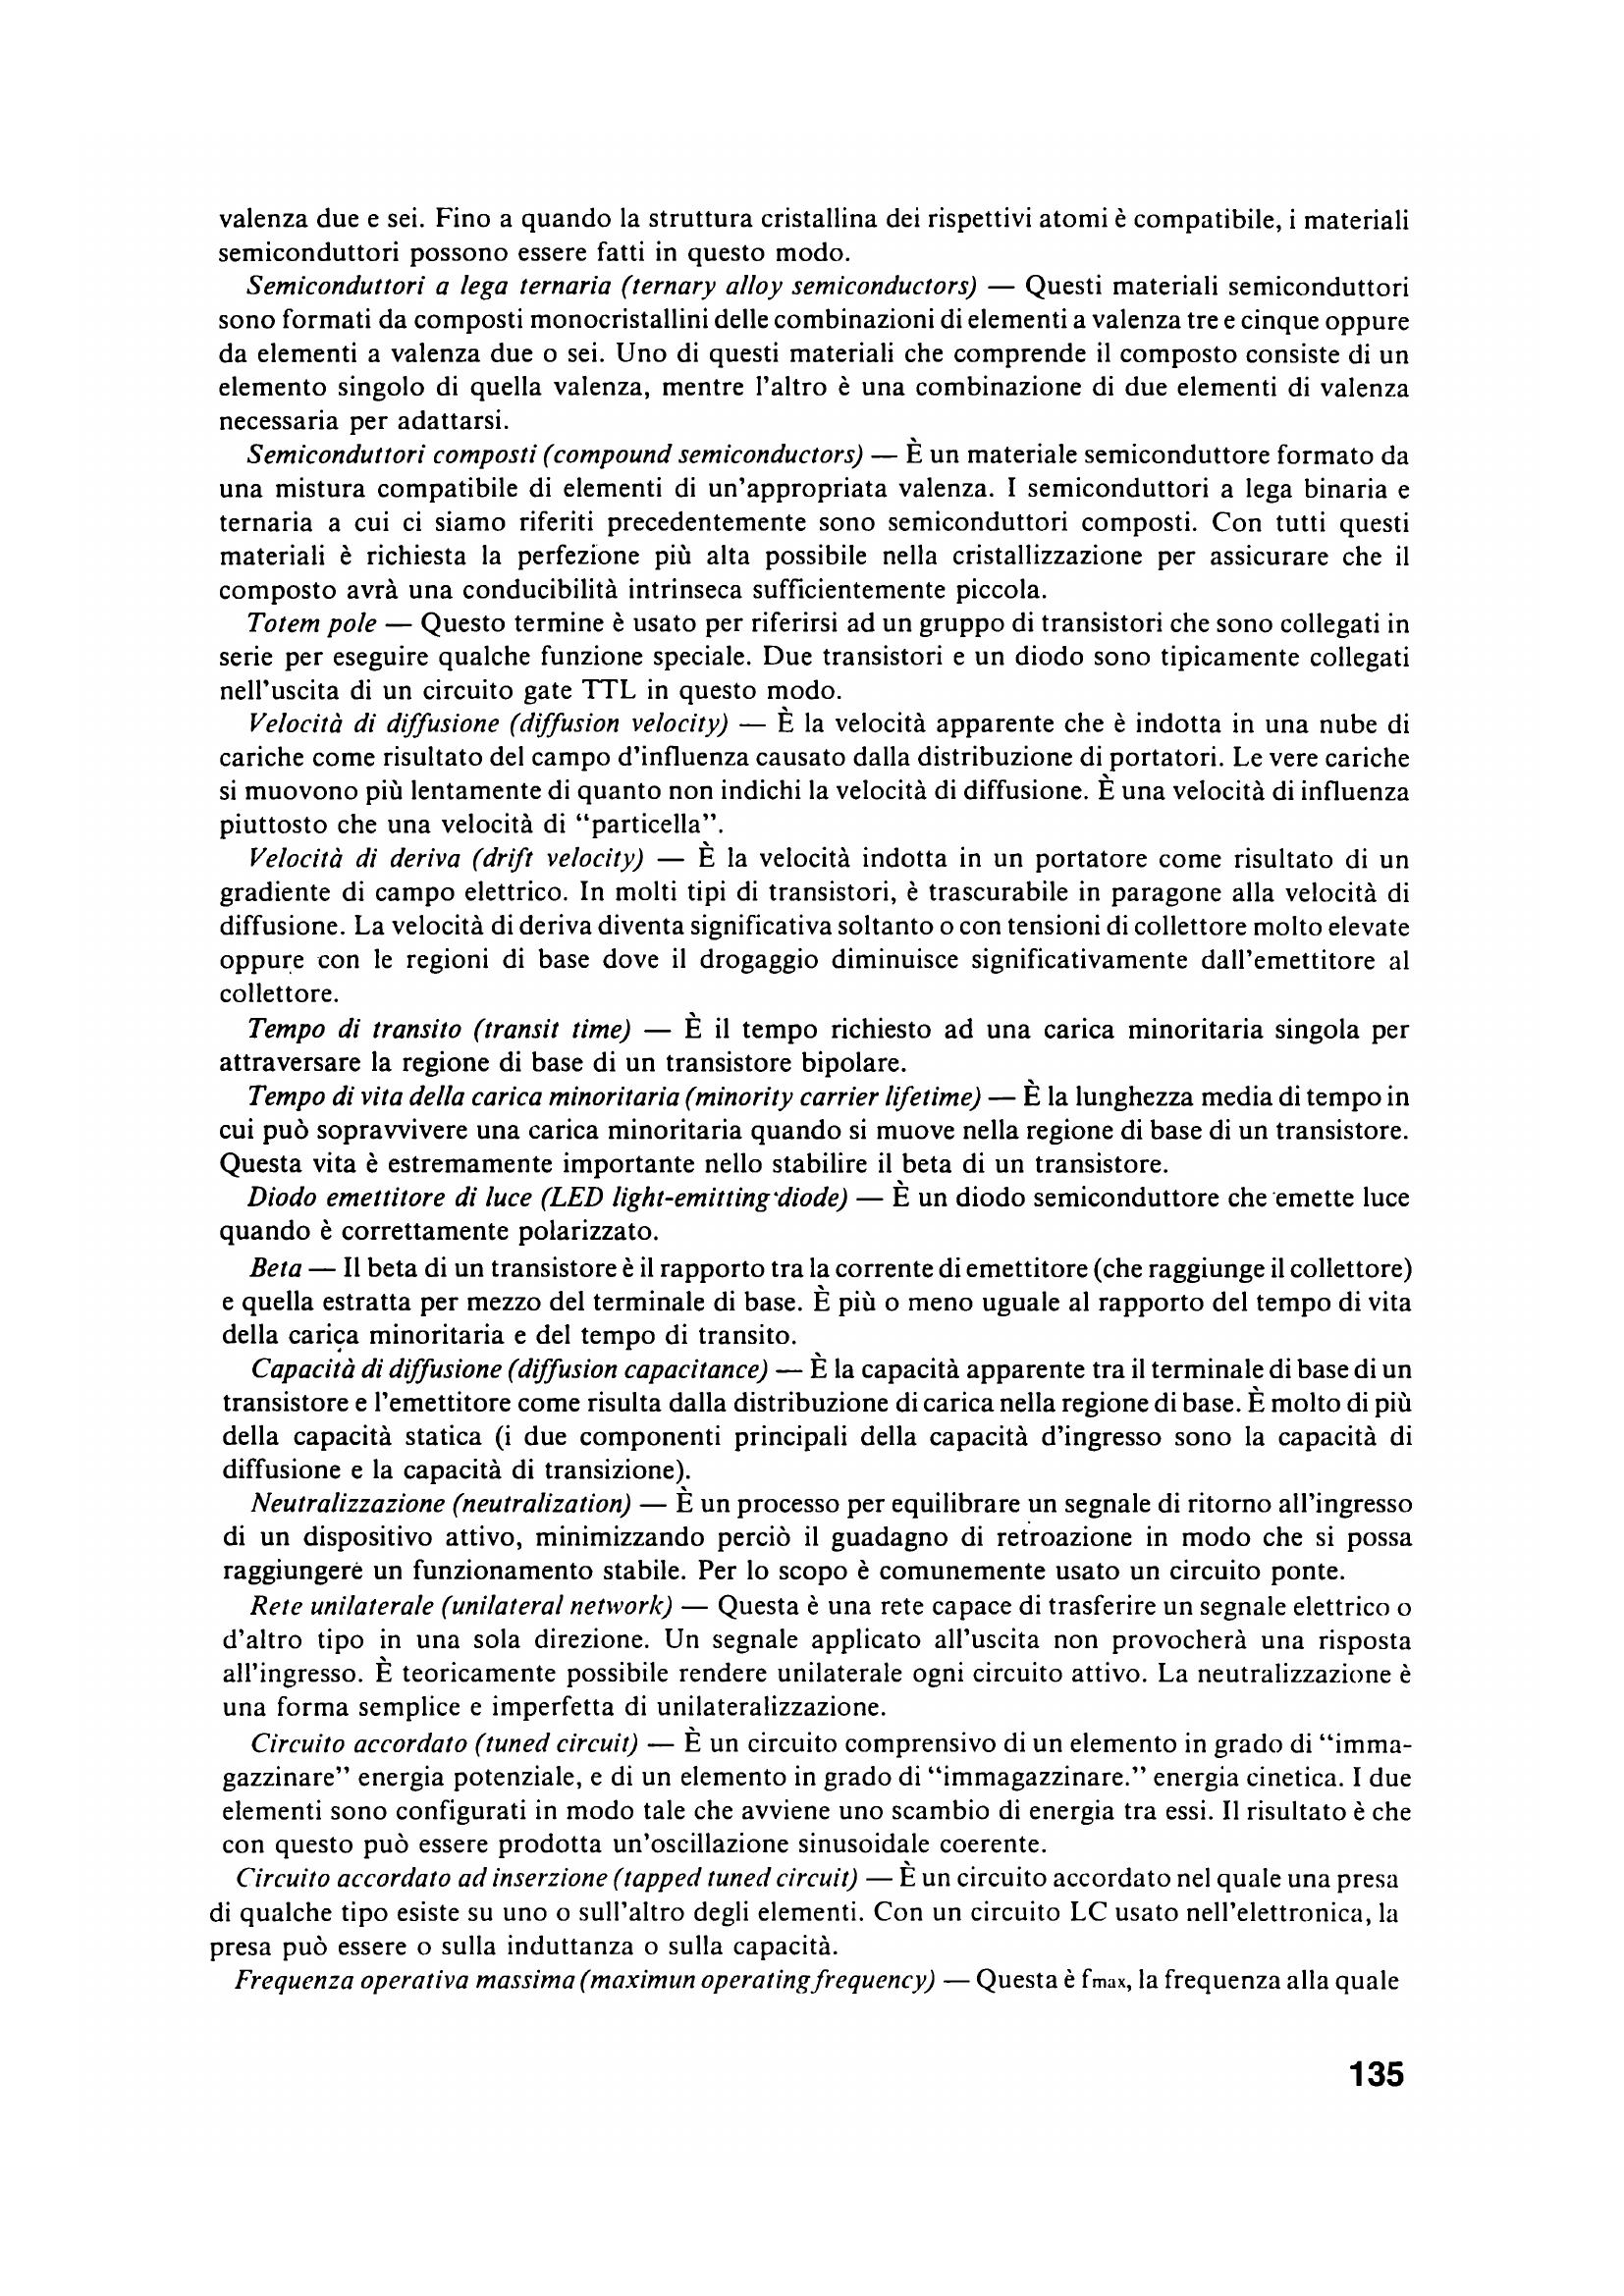 valenza due e sei. Fino a quando la struttura cristallina dei rispettivi atomi è compatibile, i materiali
semiconduttori possono essere fatti in questo modo.
Semiconduttori a lega ternaria (ternary alloy semiconductors) — Questi materiali semiconduttori
sono formati da composti monocristallini delle combinazioni di elementi a valenza tre e cinque oppure
da elementi a valenza due o sei. Uno di questi materiali che comprende il composto consiste di un
elemento singolo di quella valenza, mentre l'altro è una combinazione di due elementi di valenza
necessaria per adattarsi.
Semiconduttori composti (compound semiconductors) — È un materiale semiconduttore formato da
una mistura compatibile di elementi di un'appropriata valenza. I semiconduttori a lega binaria e
ternaria a cui ci siamo riferiti precedentemente sono semiconduttori composti. Con tutti questi
materiali è richiesta la perfezione più alta possibile nella cristallizzazione per assicurare che il
composto avrà una conducibilità intrinseca sufficientemente piccola.
Totem pole — Questo termine è usato per riferirsi ad un gruppo di transistori che sono collegati in
serie per eseguire qualche funzione speciale. Due transistori e un diodo sono tipicamente collegati
nell'uscita di un circuito gate TTL in questo modo.
Velocità di diffusione (diffusion velocity) — È la velocità apparente che è indotta in una nube di
cariche come risultato del campo d'influenza causato dalla distribuzione di portatori. Le vere cariche
si muovono più lentamente di quanto non indichi la velocità di diffusione. È una velocità di influenza
piuttosto che una velocità di “particella”.
Velocità di deriva (drift velocity) — È la velocità indotta in un portatore come risultato di un
gradiente di campo elettrico. In molti tipi di transistori, è trascurabile in paragone alla velocità di
diffusione. La velocità di deriva diventa significativa soltanto o con tensioni di collettore molto elevate
oppure con le regioni di base dove il drogaggio diminuisce significativamente dall'emettitore al
collettore.
Tempo di transito (transit time) — È il tempo richiesto ad una carica minoritaria singola per
attraversare la regione di base di un transistore bipolare.
Tempo di vita della carica minoritaria (minority carrier lifetime) — È la lunghezza media di tempo in
cui può sopravvivere una carica minoritaria quando si muove nella regione di base di un transistore.
Questa vita è estremamente importante nello stabilire il beta di un transistore.
Diodo emettitore di luce (LED light-emitting diode) — È un diodo semiconduttore che emette luce
quando è correttamente polarizzato.
Beta — Il beta di un transistore è il rapporto tra la corrente di emettitore (che raggiunge il collettore)
e quella estratta per mezzo del terminale di base. È più o meno uguale al rapporto del tempo di vita
della carica minoritaria e del tempo di transito.
Capacità di diffusione (diffusion capacitance) — È la capacità apparente tra il terminale di base di un
transistore e l'emettitore come risulta dalla distribuzione di carica nella regione di base. È molto di più
della capacità statica (i due componenti principali della capacità d'ingresso sono la capacità di
diffusione e la capacità di transizione).
Neutralizzazione (neutralization) — È un processo per equilibrare un segnale di ritorno all'ingresso
di un dispositivo attivo, minimizzando perciò il guadagno di retroazione in modo che si possa
raggiungere un funzionamento stabile. Per lo scopo è comunemente usato un circuito ponte.
Rete unilaterale (unilateral network) — Questa è una rete capace di trasferire un segnale elettrico o
d'altro tipo in una sola direzione. Un segnale applicato all'uscita non provocherà una risposta
all'ingresso. È teoricamente possibile rendere unilaterale ogni circuito attivo. La neutralizzazione è
una forma semplice e imperfetta di unilateralizzazione.
Circuito accordato (tuned circuit) — È un circuito comprensivo di un elemento in grado di “imma-
gazzinare” energia potenziale, e di un elemento in grado di “immagazzinare.” energia cinetica. I due
elementi sono configurati in modo tale che avviene uno scambio di energia tra essi. Il risultato è che
con questo può essere prodotta un'oscillazione sinusoidale coerente.
Circuito accordato ad inserzione (tapped tuned circuit) — È un circuito accordato nel quale una presa
di qualche tipo esiste su uno o sull'altro degli elementi. Con un circuito LC usato nell'elettronica, la
presa può essere o sulla induttanza o sulla capacità.
Frequenza operativa massima (maximun operating frequency) — Questa è fmax, la frequenza alla quale
135